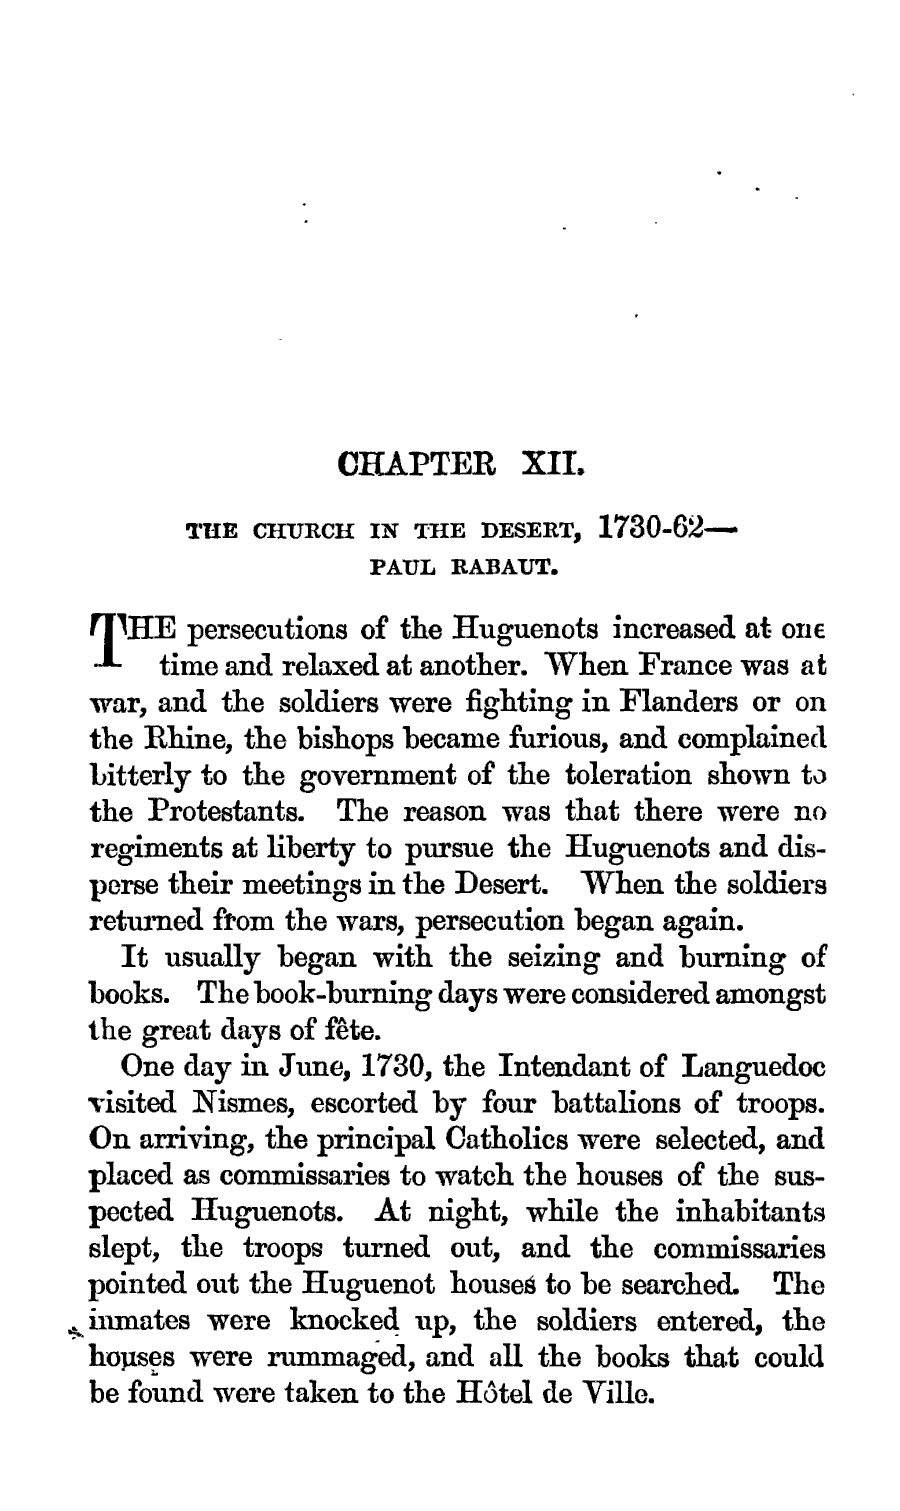 CHAPTER XII.
THE CHURCH IN THE DESERT, 1730-62—
PAUL RABAUT.
THE persecutions of the Huguenots increased at one
time and relaxed at another. When France was at
war, and the soldiers were fighting in Flanders or on
the Rhine, the bishops became furious, and complained
bitterly to the government of the toleration shown to
the Protestants. The reason was that there were no
regiments at liberty to pursue the Huguenots and dis-
perse their meetings in the Desert. When the soldiers
returned from the wars, persecution began again.
It usually began with the seizing and burning of
books. The book-burning days were considered amongst
the great days of fête.
One day in June, 1730, the Intendant of Languedoc
visited Nismes, escorted by four battalions of troops.
On arriving, the principal Catholics were selected, and
placed as commissaries to watch the houses of the sus-
pected Huguenots. At night, while the inhabitants
slept, the troops turned out, and the commissaries
pointed out the Huguenot houses to be searched. The
inmates were knocked up, the soldiers entered, the
houses were rummaged, and all the books that could
be found were taken to the Hôtel de Ville.